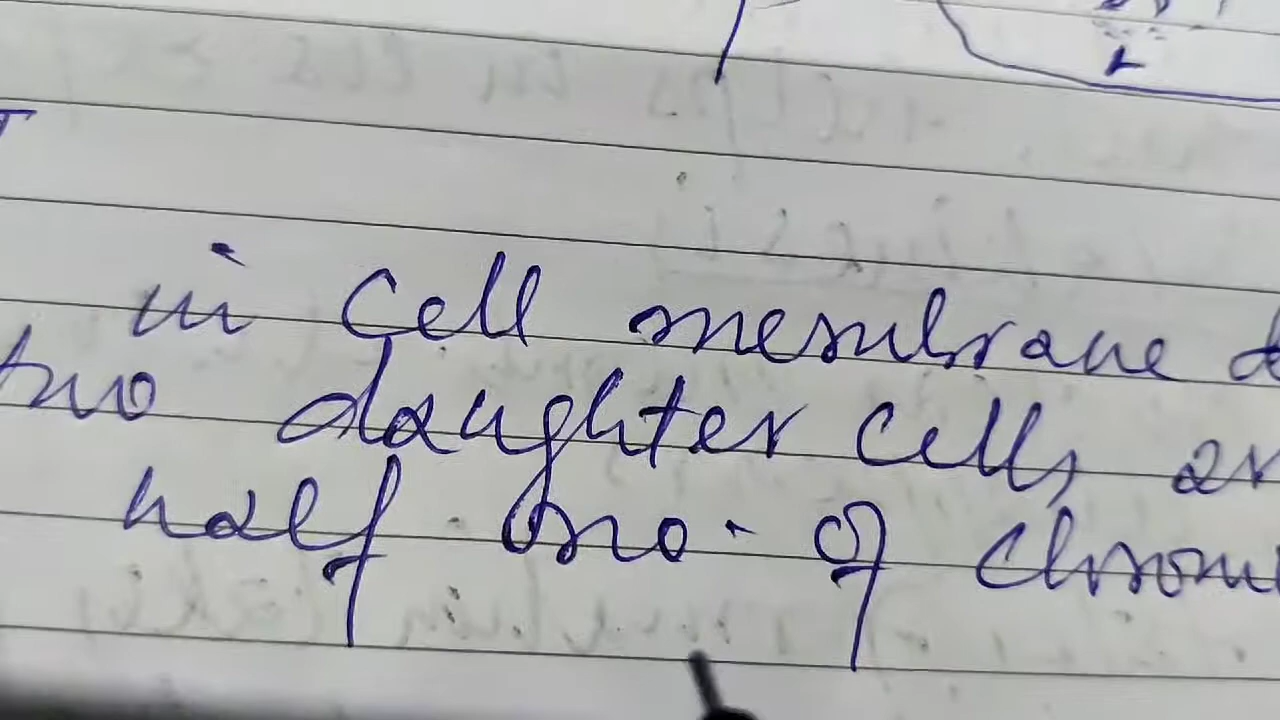 in cell membrane
two daughter cells
half no. of